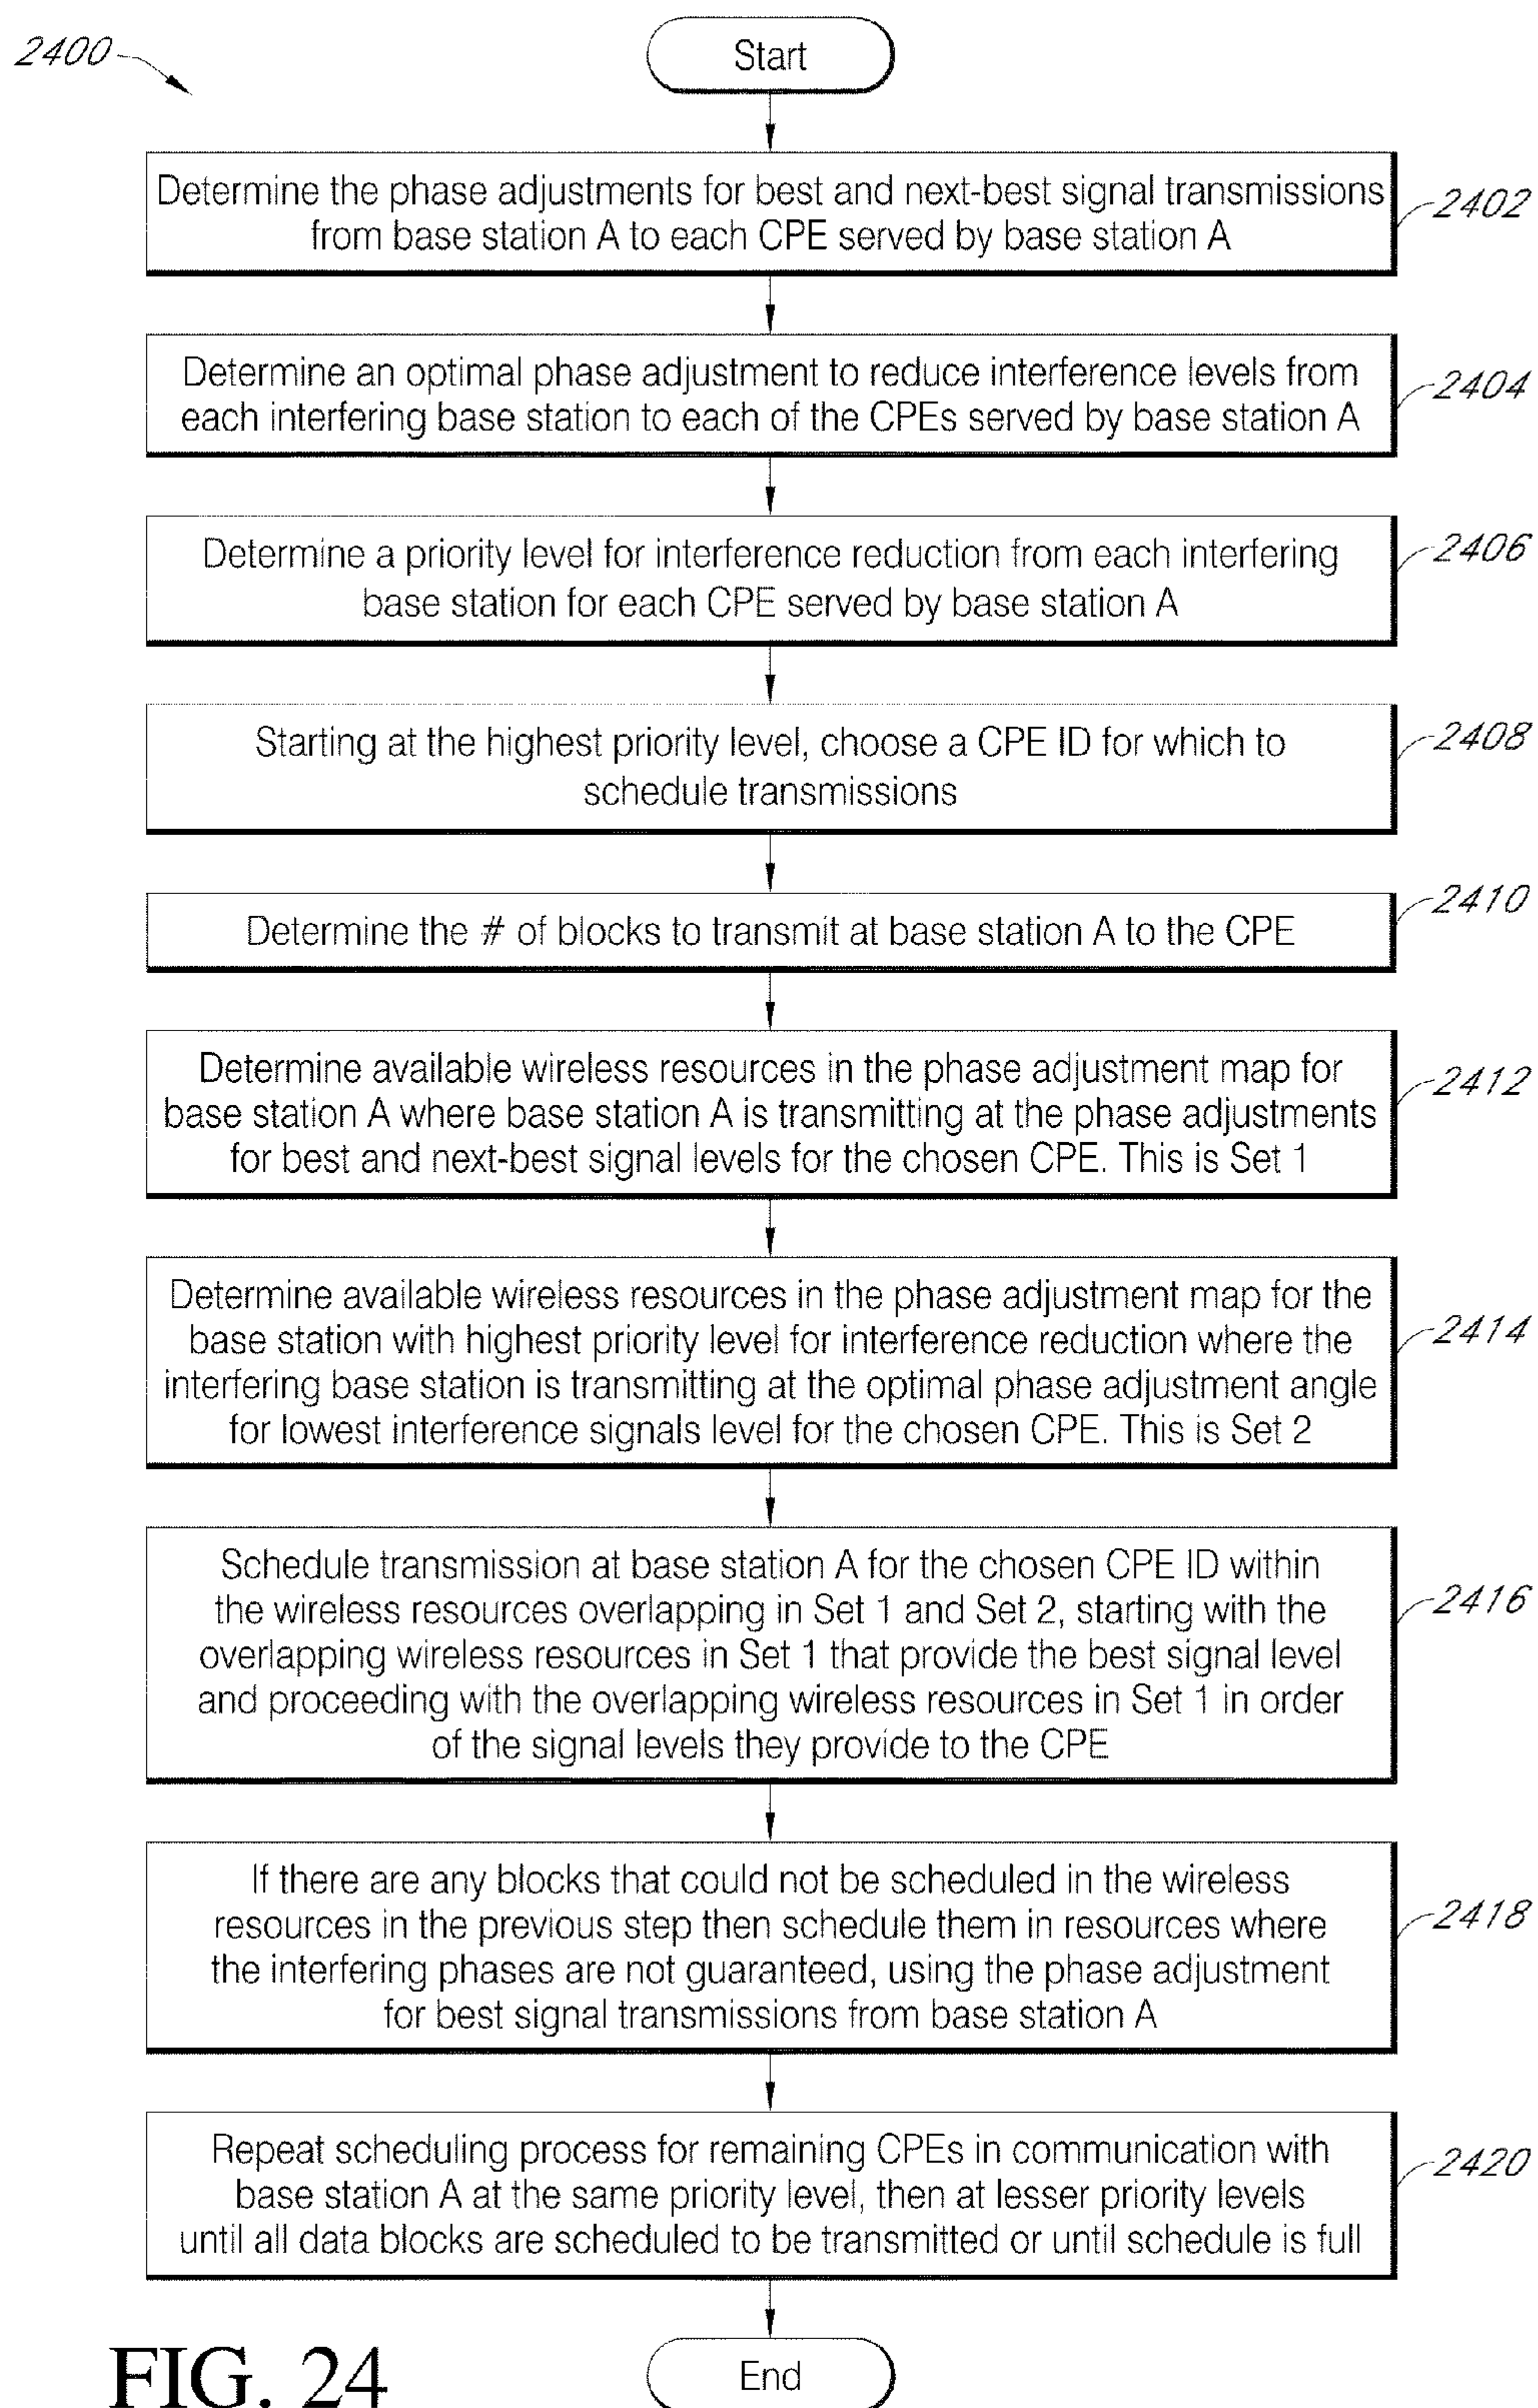 2400
Start
Determine the phase adjustments for best and next-best signal transmissions
from base station A to each CPE served by base station A
2402
Determine an optimal phase adjustment to reduce interference levels from
each interfering base station to each of the CPEs served by base station A
2404
Determine a priority level for interference reduction from each interfering
base station for each CPE served by base station A
2406
Starting at the highest priority level, choose a CPE ID for which to
schedule transmissions
2408
Determine the # of blocks to transmit at base station A to the CPE
2410
Determine available wireless resources in the phase adjustment map for
base station A where base station A is transmitting at the phase adjustments
for best and next-best signal levels for the chosen CPE. This is Set 1
2412
Determine available wireless resources in the phase adjustment map for the
base station with highest priority level for interference reduction where the
interfering base station is transmitting at the optimal phase adjustment angle
for lowest interference signals level for the chosen CPE. This is Set 2
2414
Schedule transmission at base station A for the chosen CPE ID within
the wireless resources overlapping in Set 1 and Set 2, starting with the
overlapping wireless resources in Set 1 that provide the best signal level
and proceeding with the overlapping wireless resources in Set 1 in order
of the signal levels they provide to the CPE
2416
If there are any blocks that could not be scheduled in the wireless
resources in the previous step then schedule them in resources where
the interfering phases are not guaranteed, using the phase adjustment
for best signal transmissions from base station A
2418
Repeat scheduling process for remaining CPEs in communication with
base station A at the same priority level, then at lesser priority levels
until all data blocks are scheduled to be transmitted or until schedule is full
2420
End
FIG. 24